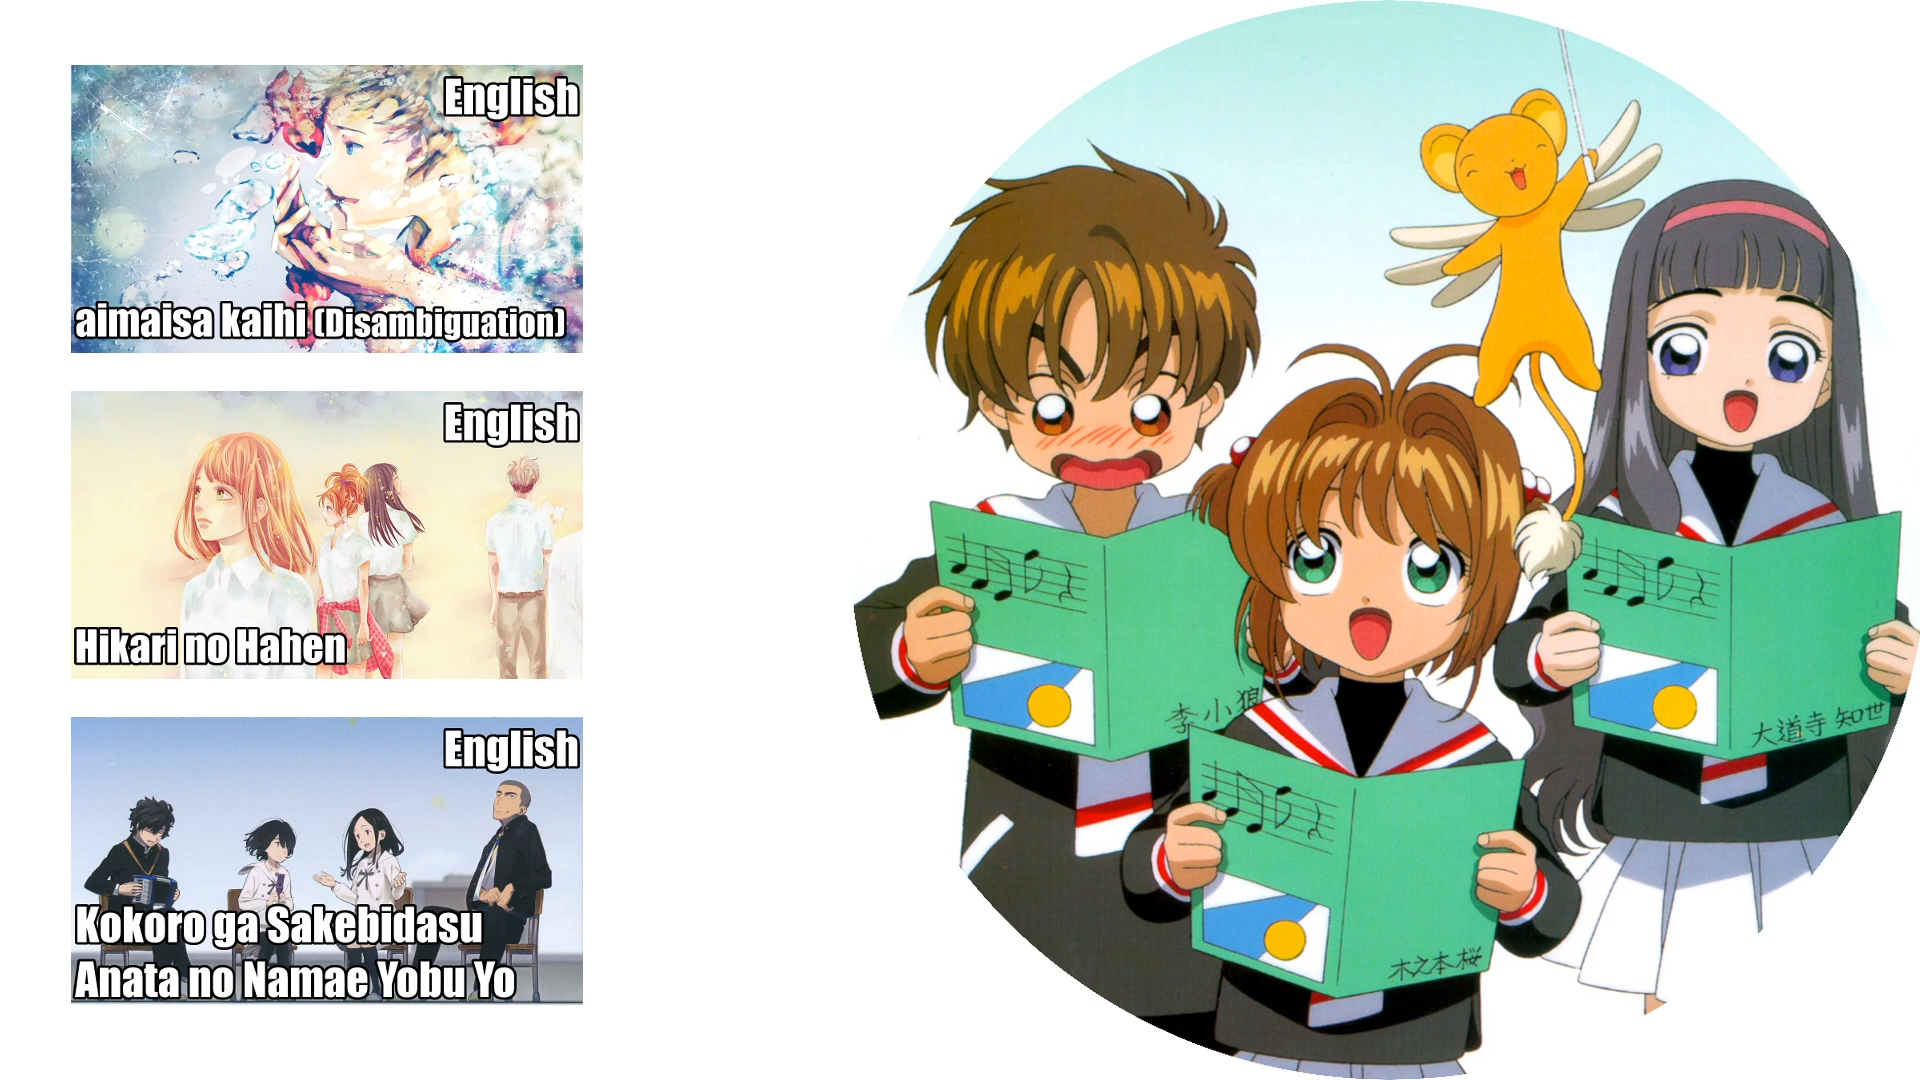 English
aimaisa kaihi (Disambiguation)
English
Hikari no Hahen
English
Kokoro ga Sakebidasu
Anata no Namae Yobu Yo
李小狼
木之本桜
大道寺知世